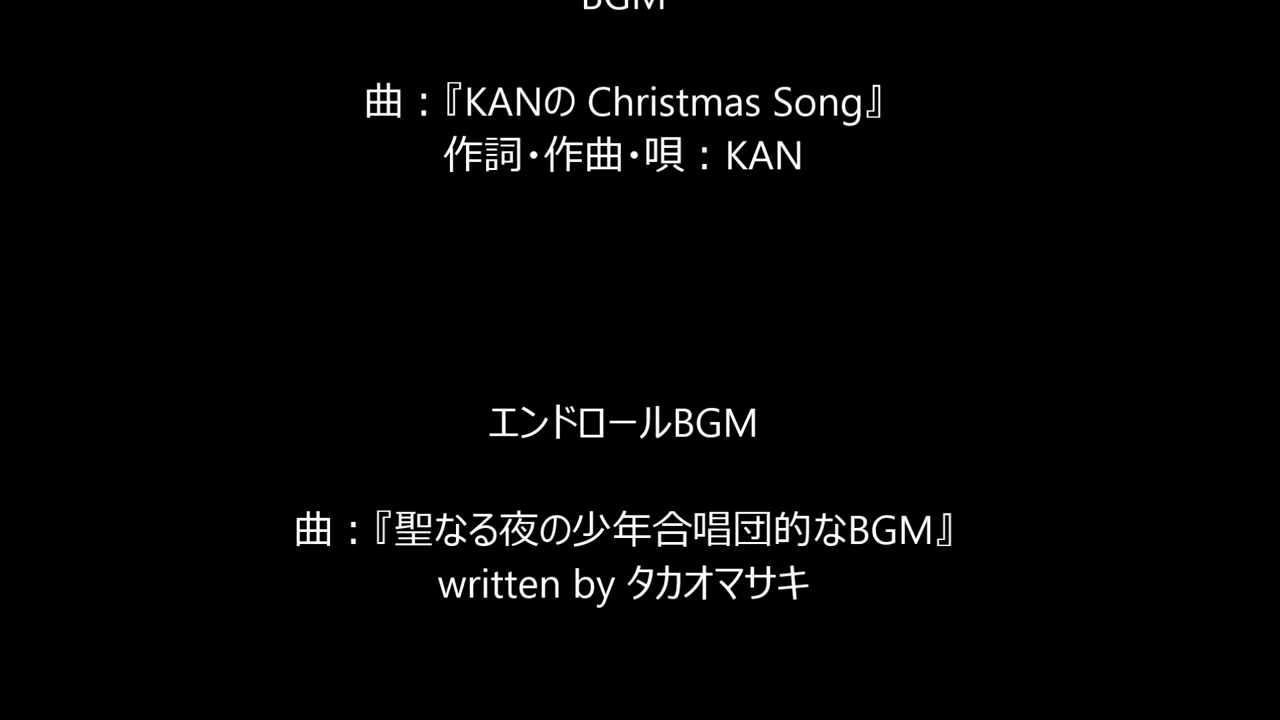 BGM
曲：『KANの Christmas Song』
作詞・作曲・唄：KAN
エンドロールBGM
曲：『聖なる夜の少年合唱団的なBGM』
written by タカオマサキ